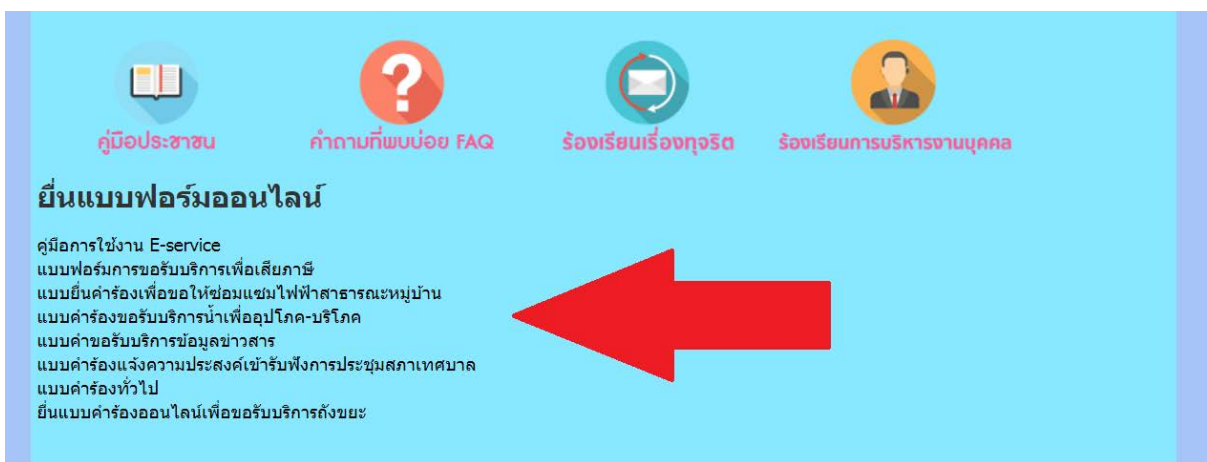 คู่มือประชาชน
คำถามที่พบบ่อย FAQ
ร้องเรียนเรื่องทุจริต
ร้องเรียนการบริหารงานบุคคล
ยื่นแบบฟอร์มออนไลน์
คู่มือการใช้งาน E-service
แบบฟอร์มการขอรับบริการเพื่อเสียภาษี
แบบยื่นคำร้องเพื่อขอให้ซ่อมแซมไฟฟ้าสาธารณะหมู่บ้าน
แบบคำร้องขอรับบริการน้ำเพื่ออุปโภค-บริโภค
แบบคำขอรับบริการข้อมูลข่าวสาร
แบบคำร้องแจ้งความประสงค์เข้ารับฟังการประชุมสภาเทศบาล
แบบคำร้องทั่วไป
ยื่นแบบคำร้องออนไลน์เพื่อขอรับบริการถังขยะ